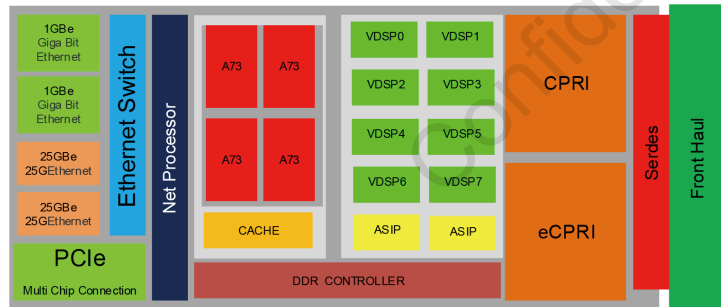 1GBe
Giga Bit
Ethernet
1GBe
Giga Bit
Ethernet
25GBe
25GEthernet
25GBe
25GEthernet
PCIe
Multi Chip Connection
Ethernet Switch
Net Processor
A73
A73
A73
A73
CACHE
VDSP0
VDSP1
VDSP2
VDSP3
VDSP4
VDSP5
VDSP6
VDSP7
ASIP
ASIP
DDR CONTROLLER
CPRI
eCPRI
Serdes
Front Haul